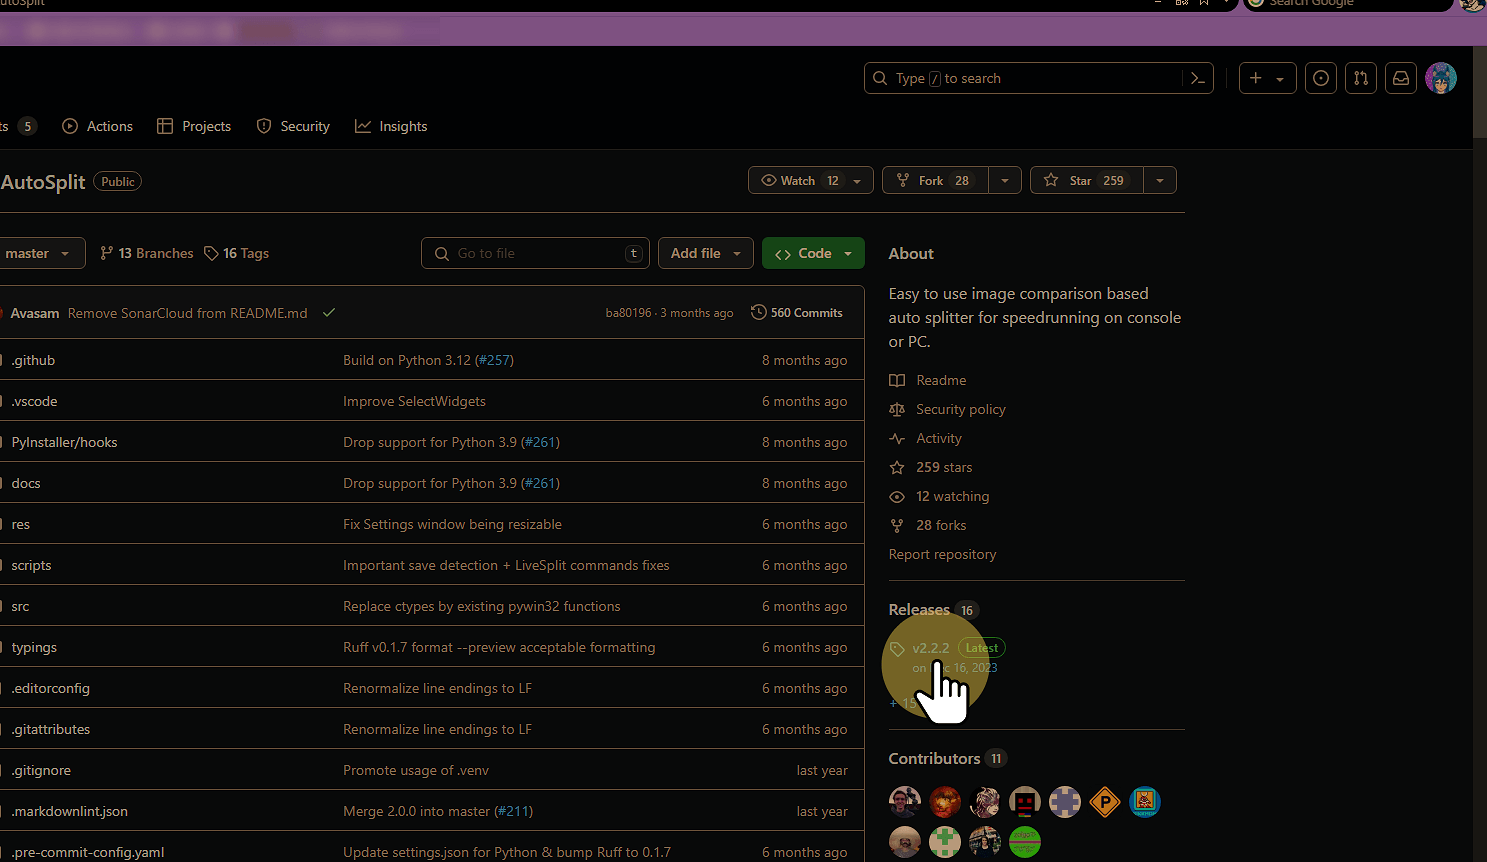 Search Google
Type / to search
5
Actions
Projects
Security
Insights
AutoSplit
Public
Watch 12
Fork 28
Star 259
master
13 Branches
16 Tags
Go to file
t
Add file
Code
Avasam Remove SonarCloud from README.md
ba80196 · 3 months ago
560 Commits
.github Build on Python 3.12 (#257) 8 months ago
.vscode Improve SelectWidgets 6 months ago
PyInstaller/hooks Drop support for Python 3.9 (#261) 8 months ago
docs Drop support for Python 3.9 (#261) 8 months ago
res Fix Settings window being resizable 6 months ago
scripts Important save detection + LiveSplit commands fixes 6 months ago
src Replace ctypes by existing pywin32 functions 6 months ago
typings Ruff v0.1.7 format --preview acceptable formatting 6 months ago
.editorconfig Renormalize line endings to LF 6 months ago
.gitattributes Renormalize line endings to LF 6 months ago
.gitignore Promote usage of .venv last year
.markdownlint.json Merge 2.0.0 into master (#211) last year
.pre-commit-config.yaml Update settings.json for Python & bump Ruff to 0.1.7 6 months ago
About
Easy to use image comparison based
auto splitter for speedrunning on console
or PC.
Readme
Security policy
Activity
259 stars
12 watching
28 forks
Report repository
Releases 16
v2.2.2 Latest
on 16, 2023
+ 15
Contributors 11